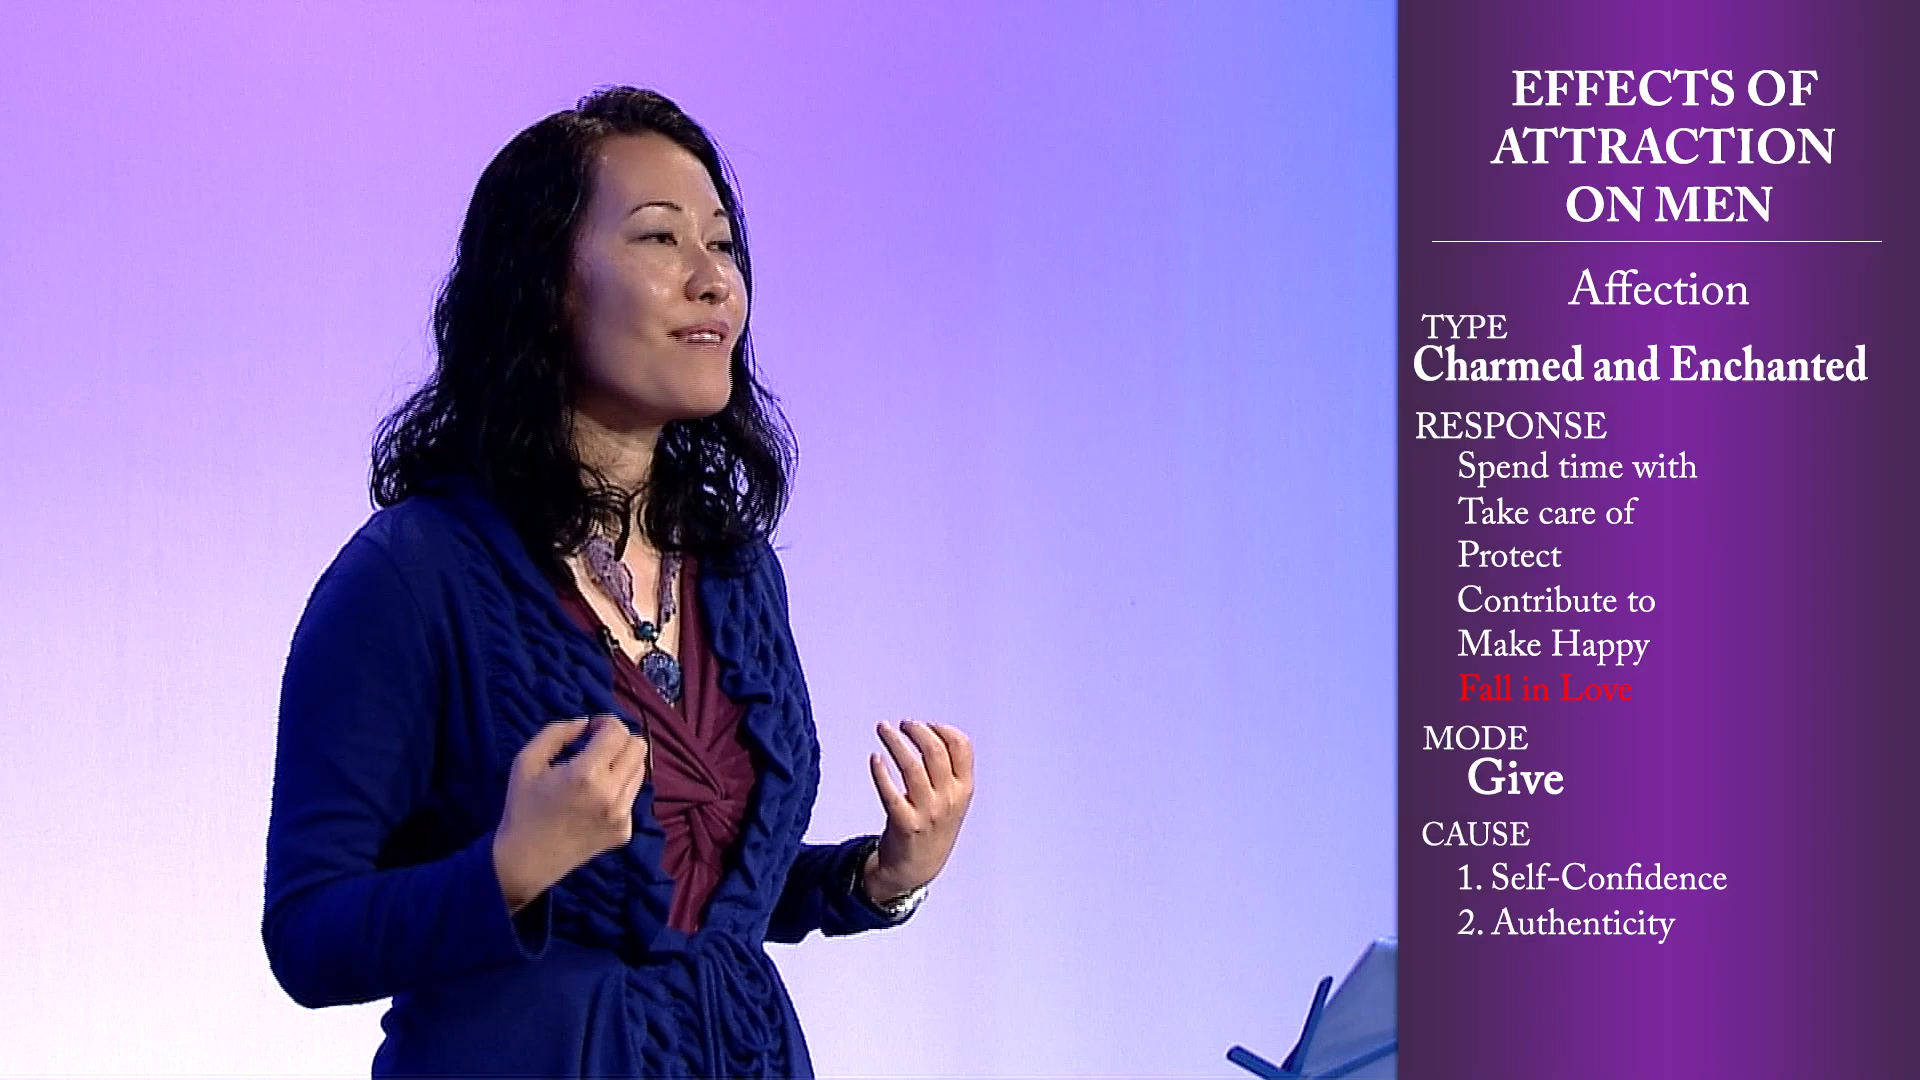 EFFECTS OF
ATTRACTION
ON MEN
Affection
TYPE
Charmed and Enchanted
RESPONSE
Spend time with
Take care of
Protect
Contribute to
Make Happy
Fall in Love
MODE
Give
CAUSE
1. Self-Confidence
2. Authenticity